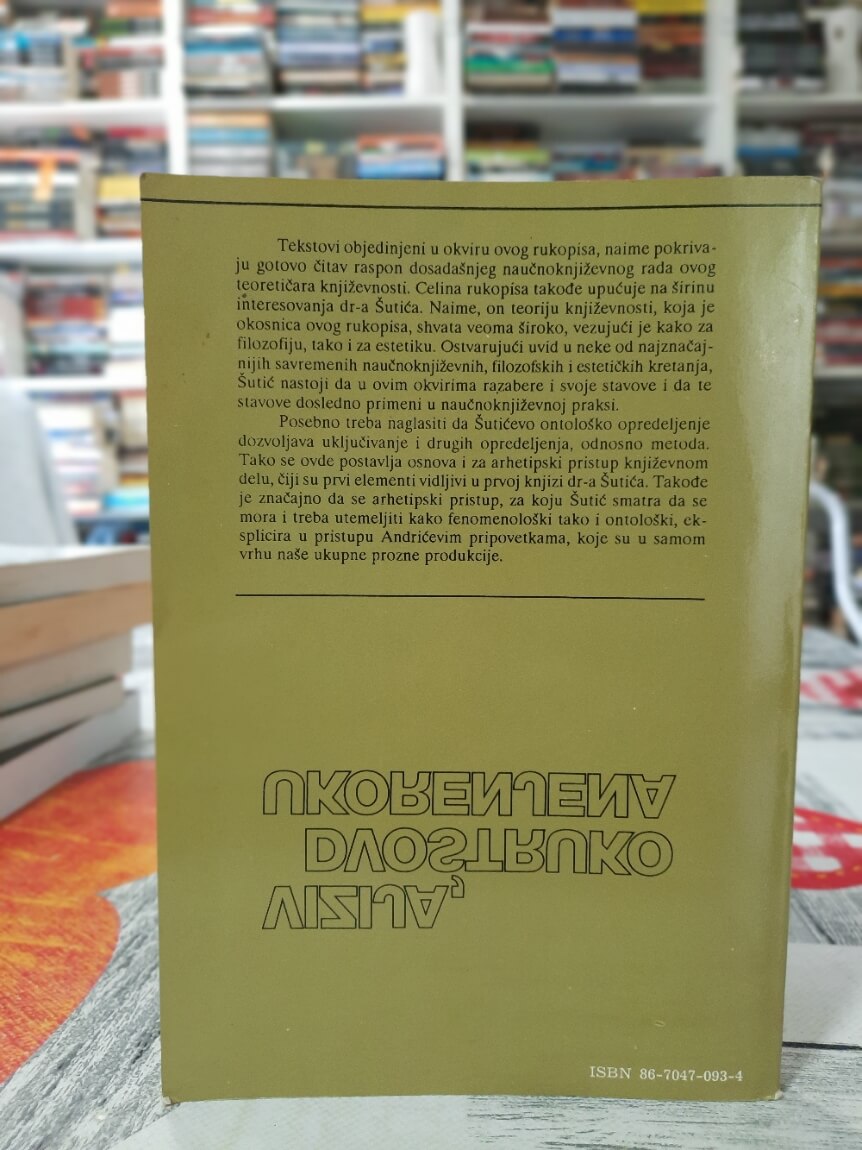 Tekstovi objedinjeni u okviru ovog rukopisa, naime pokriva-
ju gotovo čitav raspon dosadašnjeg naučnoknjiževnog rada ovog
teoretičara književnosti. Celina rukopisa takođe upućuje na širinu
interesovanja dr-a Šutića. Naime, on teoriju književnosti, koja je
okosnica ovog rukopisa, shvata veoma široko, vezujući je kako za
filozofiju, tako i za estetiku. Ostvarujući uvid u neke od najznačaj-
nijih savremenih naučnoknjiževnih, filozofskih i estetičkih kretanja,
Šutić nastoji da u ovim okvirima razabere i svoje stavove i da te
stavove dosledno primeni u naučnoknjiževnoj praksi.
Posebno treba naglasiti da Šutićevo ontološko opredeljenje
dozvoljava uključivanje i drugih opredeljenja, odnosno metoda.
Tako se ovde postavlja osnova i za arhetipski pristup književnom
delu, čiji su prvi elementi vidljivi u prvoj knjizi dr-a Šutića. Takođe
je značajno da se arhetipski pristup, za koju Šutić smatra da se
mora i treba utemeljiti kako fenomenološki tako i ontološki, ek-
splicira u pristupu Andrićevim pripovetkama, koje su u samom
vrhu naše ukupne prozne produkcije.
UKORENJENA
DVOSTRUKO
VIZIJA,
ISBN 86-7047-093-4